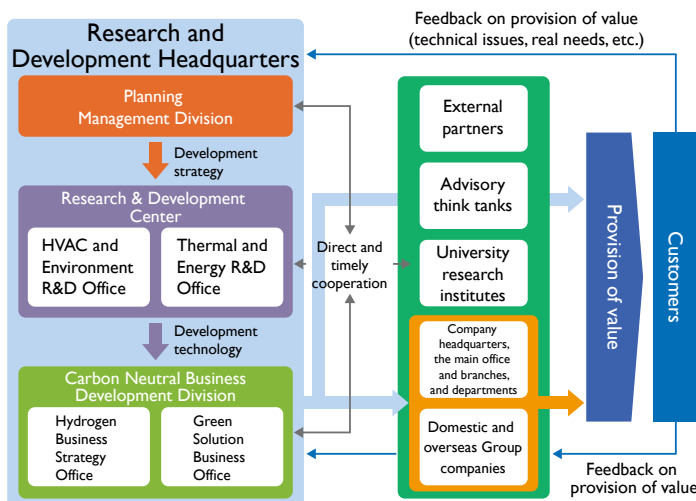 Research and
Development Headquarters
Planning
Management Division
Development
strategy
Research & Development
Center
HVAC and
Environment
R&D Office
Thermal and
Energy R&D
Office
Development
technology
Carbon Neutral Business
Development Division
Hydrogen
Business
Strategy
Office
Green
Solution
Business
Office
Direct and
timely
cooperation
Feedback on provision of value
(technical issues, real needs, etc.)
External
partners
Advisory
think tanks
University
research
institutes
Company
headquarters,
the main office
and branches,
and departments
Domestic and
overseas Group
companies
Provision of value
Customers
Feedback on
provision of value